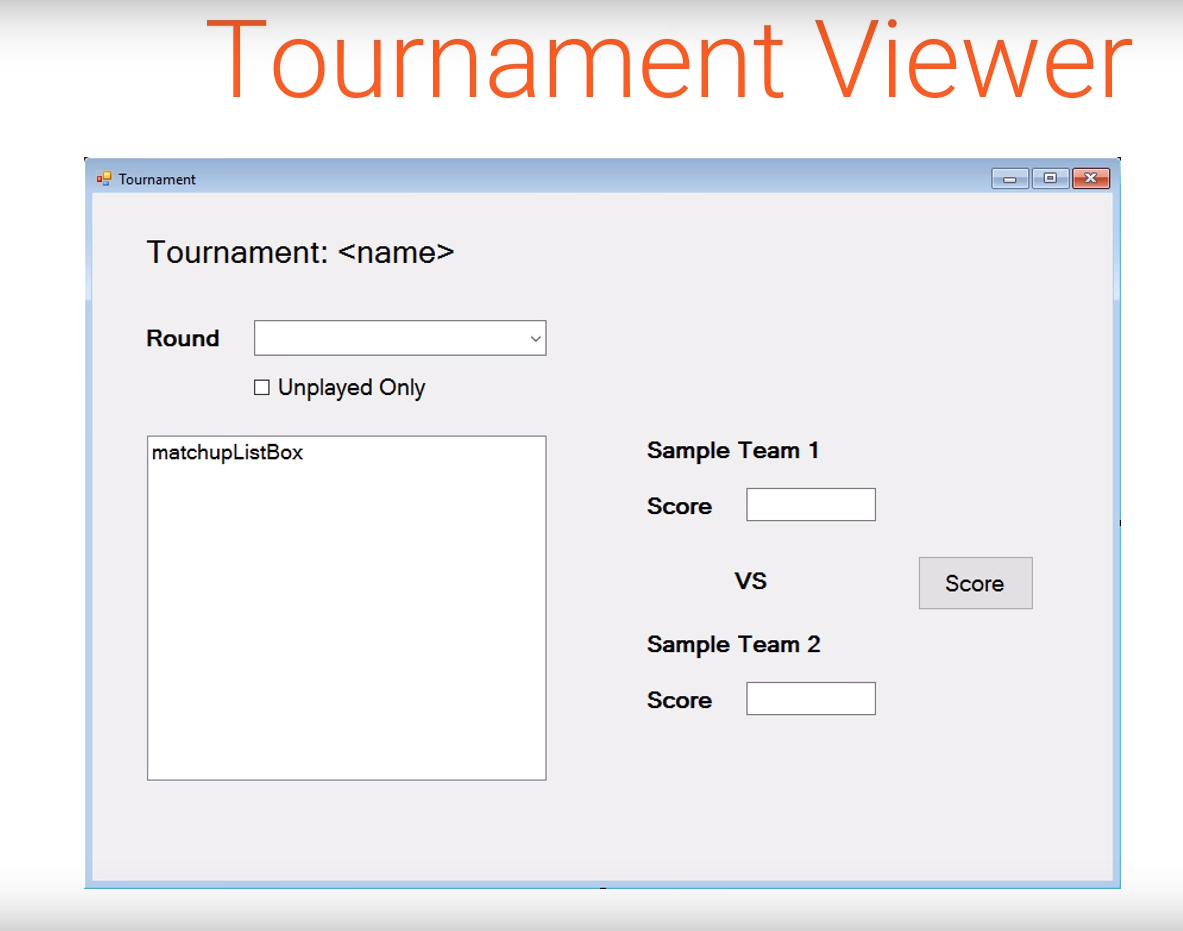 Tournament Viewer
Tournament
Tournament: <name>
Round
Unplayed Only
matchupListBox
Sample Team 1
Score
VS
Score
Sample Team 2
Score